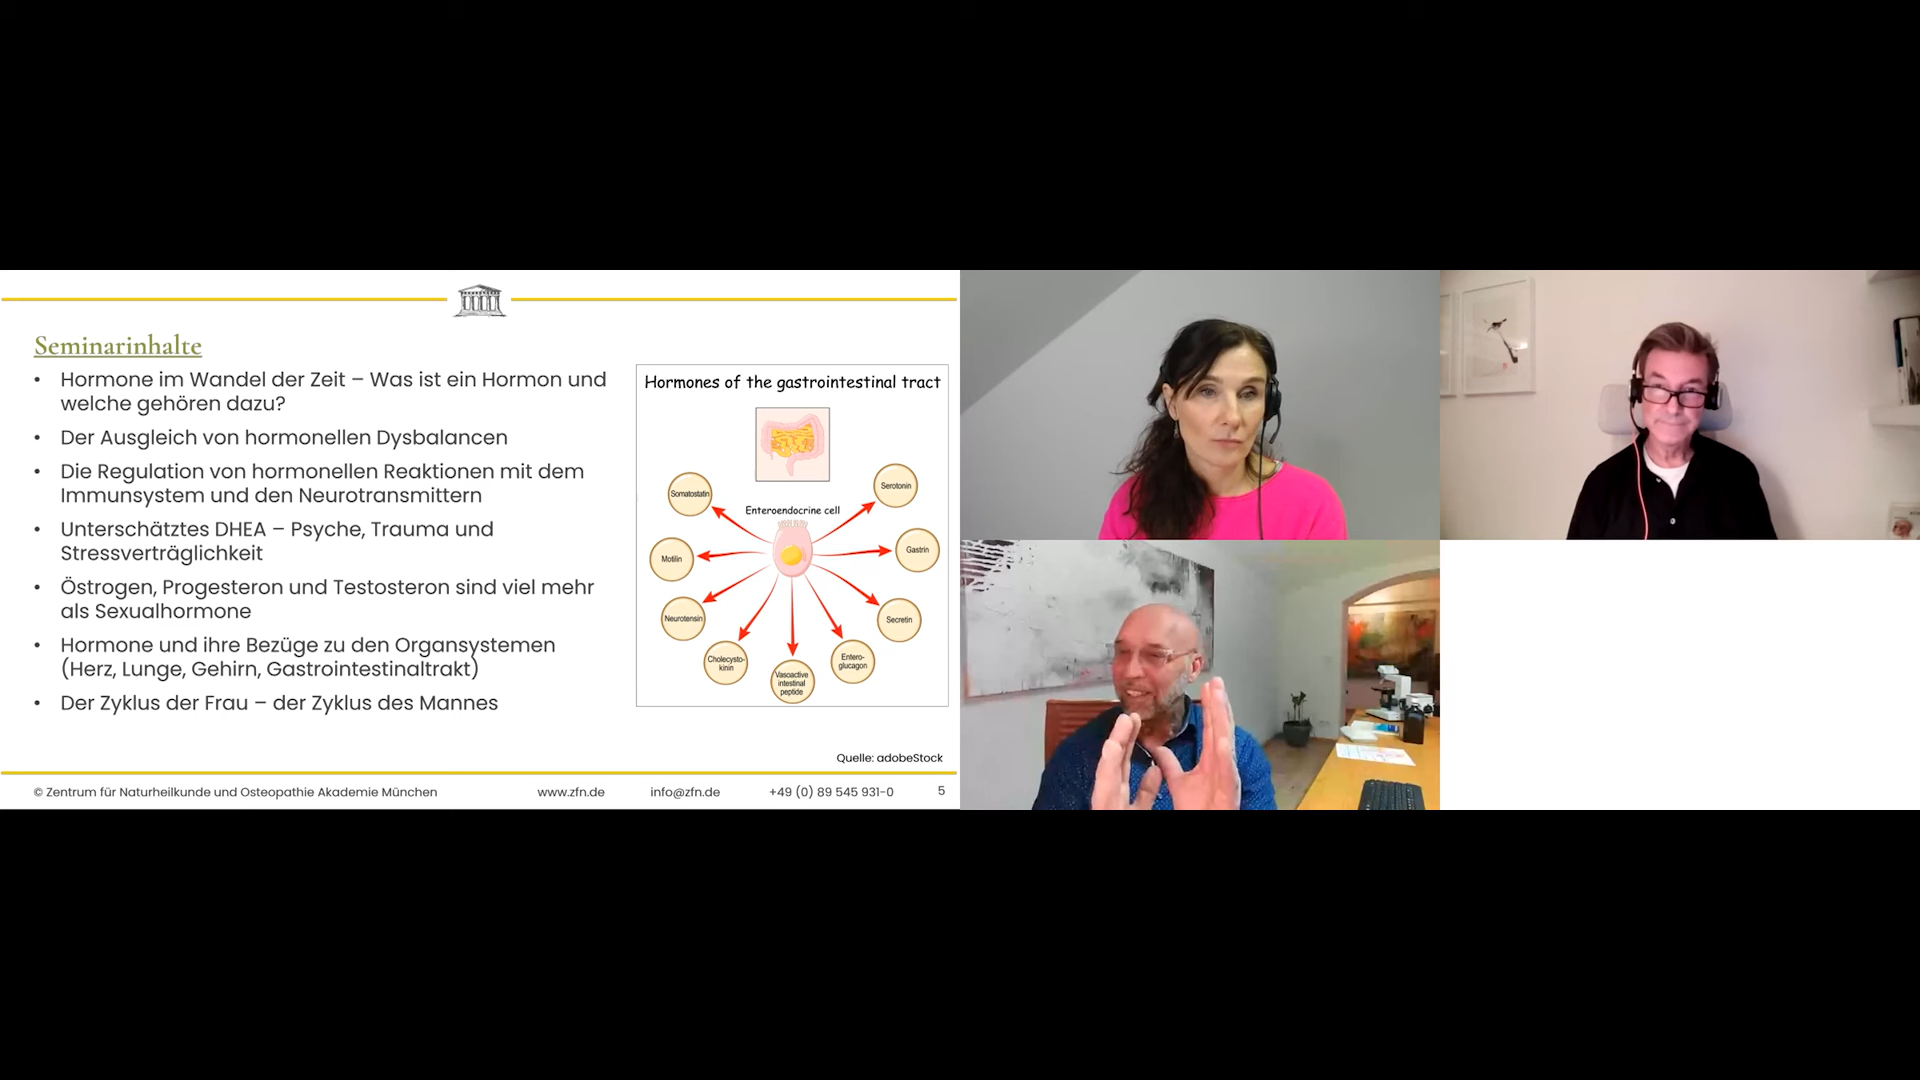 Seminarinhalte
• Hormone im Wandel der Zeit – Was ist ein Hormon und
welche gehören dazu?
• Der Ausgleich von hormonellen Dysbalancen
• Die Regulation von hormonellen Reaktionen mit dem
Immunsystem und den Neurotransmittern
• Unterschätztes DHEA – Psyche, Trauma und
Stressverträglichkeit
• Östrogen, Progesteron und Testosteron sind viel mehr
als Sexualhormone
• Hormone und ihre Bezüge zu den Organsystemen
(Herz, Lunge, Gehirn, Gastrointestinaltrakt)
• Der Zyklus der Frau – der Zyklus des Mannes
Hormones of the gastrointestinal tract
Enteroendocrine cell
Somatostatin
Serotonin
Motilin
Gastrin
Neurotensin
Secretin
Cholecysto-
kinin
Vasoactive
intestinal
peptide
Entero-
glucagon
Quelle: adobeStock
© Zentrum für Naturheilkunde und Osteopathie Akademie München www.zfn.de info@zfn.de +49 (0) 89 545 931-0 5